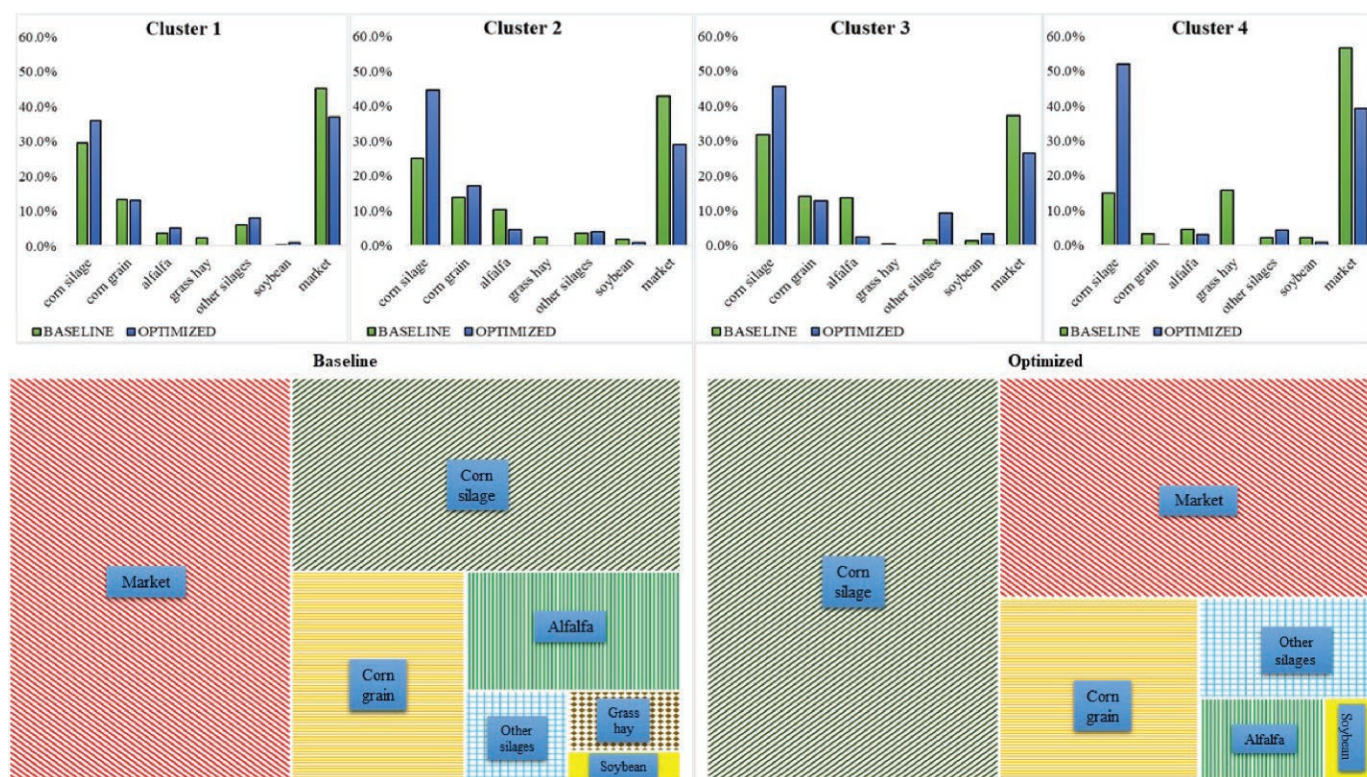 Cluster 1
60.0%
50.0%
40.0%
30.0%
20.0%
10.0%
0.0%
corn silage
corn grain
alfalfa
grass hay
other silages
soybean
market
BASELINE OPTIMIZED
Cluster 2
60.0%
50.0%
40.0%
30.0%
20.0%
10.0%
0.0%
corn silage
corn grain
alfalfa
grass hay
other silages
soybean
market
BASELINE OPTIMIZED
Cluster 3
60.0%
50.0%
40.0%
30.0%
20.0%
10.0%
0.0%
corn silage
corn grain
alfalfa
grass hay
other silages
soybean
market
BASELINE OPTIMIZED
Cluster 4
60.0%
50.0%
40.0%
30.0%
20.0%
10.0%
0.0%
corn silage
corn grain
alfalfa
grass hay
other silages
soybean
market
BASELINE OPTIMIZED
Baseline
Market
Corn
silage
Corn
grain
Alfalfa
Other
silages
Grass
hay
Soybean
Optimized
Corn
silage
Market
Corn
grain
Other
silages
Alfalfa
Soybean